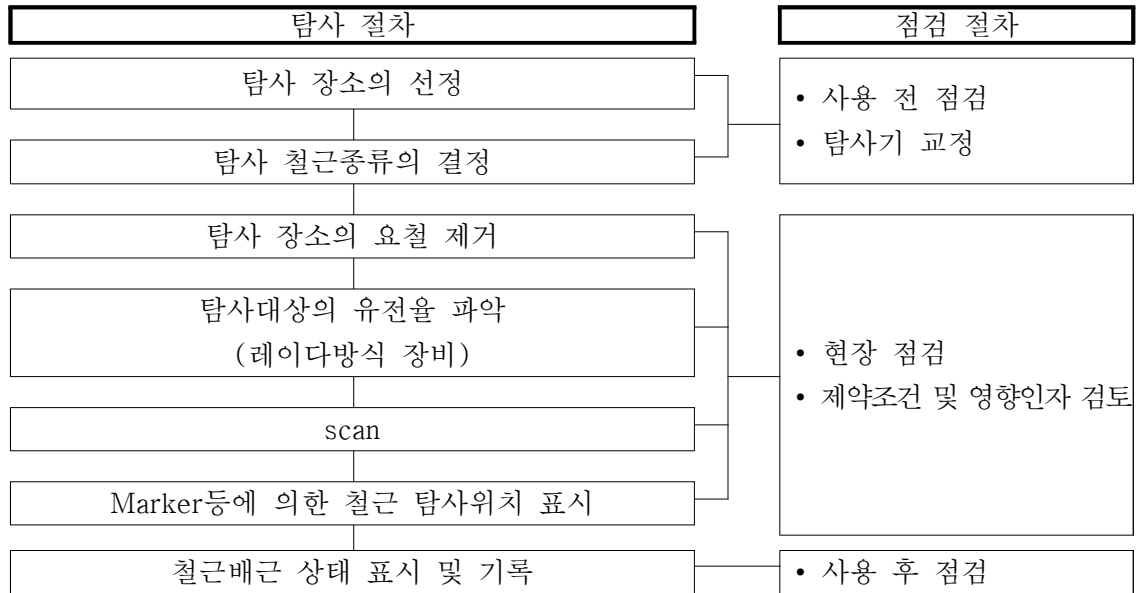 탐사 절차
점검 절차
탐사 장소의 선정
탐사 철근종류의 결정
• 사용 전 점검
• 탐사기 교정
탐사 장소의 요철 제거
탐사대상의 유전율 파악
(레이다방식 장비)
scan
Marker등에 의한 철근 탐사위치 표시
• 현장 점검
• 제약조건 및 영향인자 검토
철근배근 상태 표시 및 기록
• 사용 후 점검